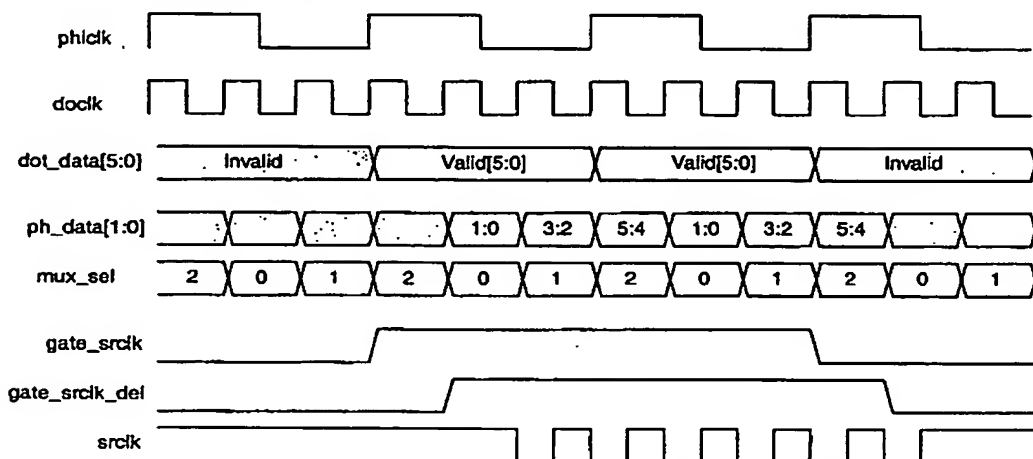 phiclk
doclk
dot_data[5:0] Invalid Valid[5:0] Valid[5:0] Invalid
ph_data[1:0] 1:0 3:2 5:4 1:0 3:2 5:4
mux_sel 2 0 1 2 0 1 2 0 1 2 0 1
gate_srclk
gate_srclk_del
srclk